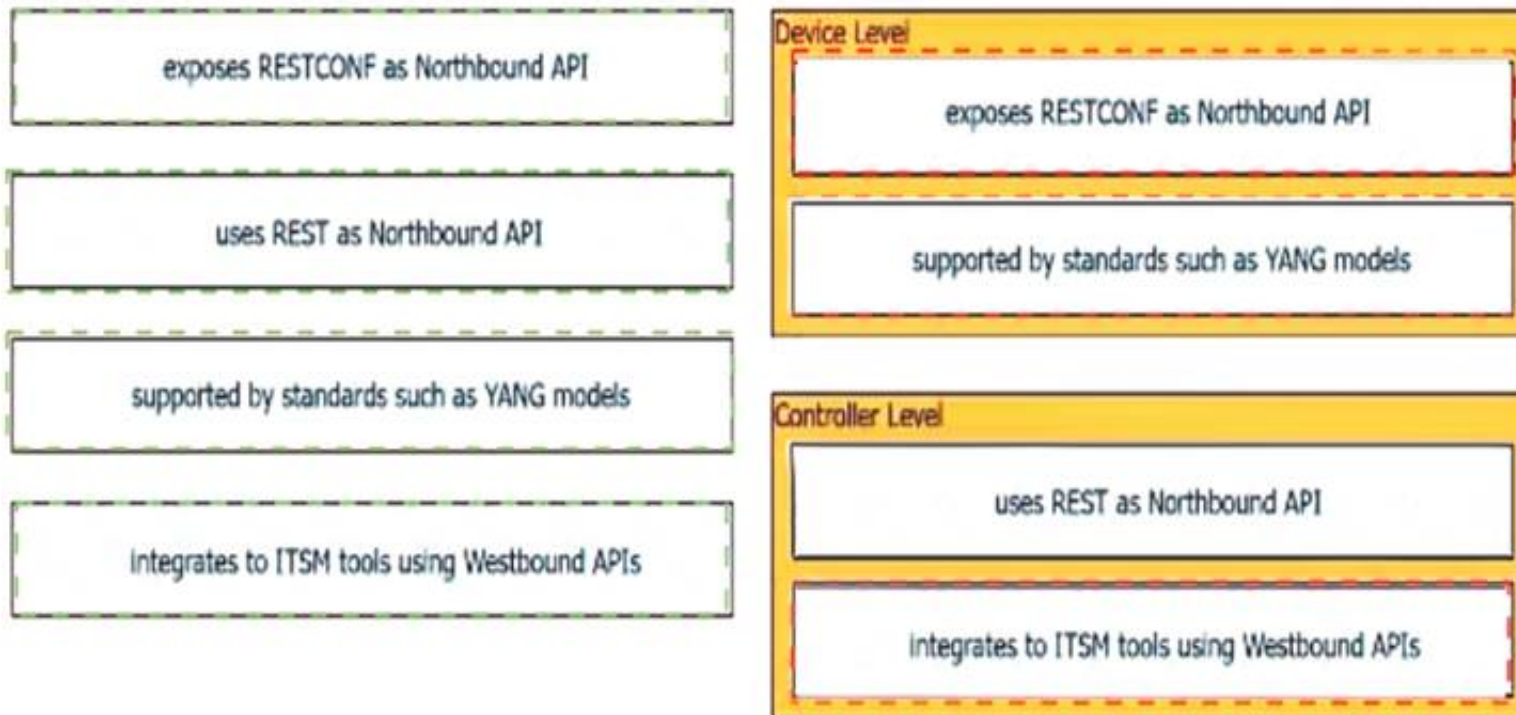 exposes RESTCONF as Northbound API
uses REST as Northbound API
supported by standards such as YANG models
integrates to ITSM tools using Westbound APIs
Device Level
exposes RESTCONF as Northbound API
supported by standards such as YANG models
Controller Level
uses REST as Northbound API
integrates to ITSM tools using Westbound APIs